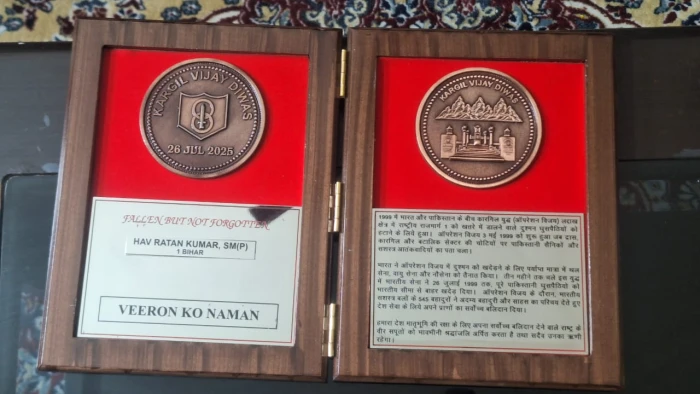 KARGIL VIJAY DIWAS
8
26 JUL 2025
FALLEN BUT NOT FORGOTTEN
HAV RATAN KUMAR, SM(P)
1 BIHAR
VEERON KO NAMAN
KARGIL VIJAY DIWAS
1999 में भारत और पाकिस्तान के बीच कारगिल युद्ध (ऑपरेशन विजय) लद्दाख
क्षेत्र में राष्ट्रीय राजमार्ग 1 को खतरे में डालने वाले दुश्मन घुसपैठियों को
हटाने के लिये हुआ। ऑपरेशन विजय 3 मई 1999 को शुरू हुआ जब द्रास,
कारगिल और बटालिक सेक्टर की चोटियों पर पाकिस्तानी सैनिकों और
सशस्त्र आतंकवादियों का पता चला।
भारत ने ऑपरेशन विजय में दुश्मन को खदेड़ने के लिए पर्याप्त मात्रा में थल
सेना, वायु सेना और नौसेना को तैनात किया। तीन महीने तक चले इस युद्ध
में भारतीय सेना ने 26 जुलाई 1999 तक, पूरे पाकिस्तानी घुसपैठियों को
भारतीय सीमा से बाहर खदेड़ दिया। ऑपरेशन विजय के दौरान, भारतीय
सशस्त्र बलों के 545 बहादुरों ने अदम्य बहादुरी और साहस का परिचय देते हुए
देश सेवा के लिये अपने प्राणों का सर्वोच्च बलिदान दिया।
हमारा देश मातृभूमि की रक्षा के लिए अपना सर्वोच्च बलिदान देने वाले राष्ट्र के
वीर सपूतों को भावभीनी श्रद्धांजलि अर्पित करता है तथा सदैव उनका ऋणी
रहेगा।